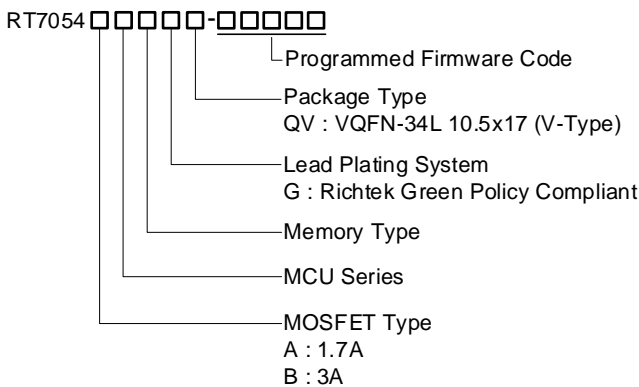 RT7054□□□□□-□□□□□
Programmed Firmware Code
Package Type
QV : VQFN-34L 10.5x17 (V-Type)
Lead Plating System
G : Richtek Green Policy Compliant
Memory Type
MCU Series
MOSFET Type
A : 1.7A
B : 3A